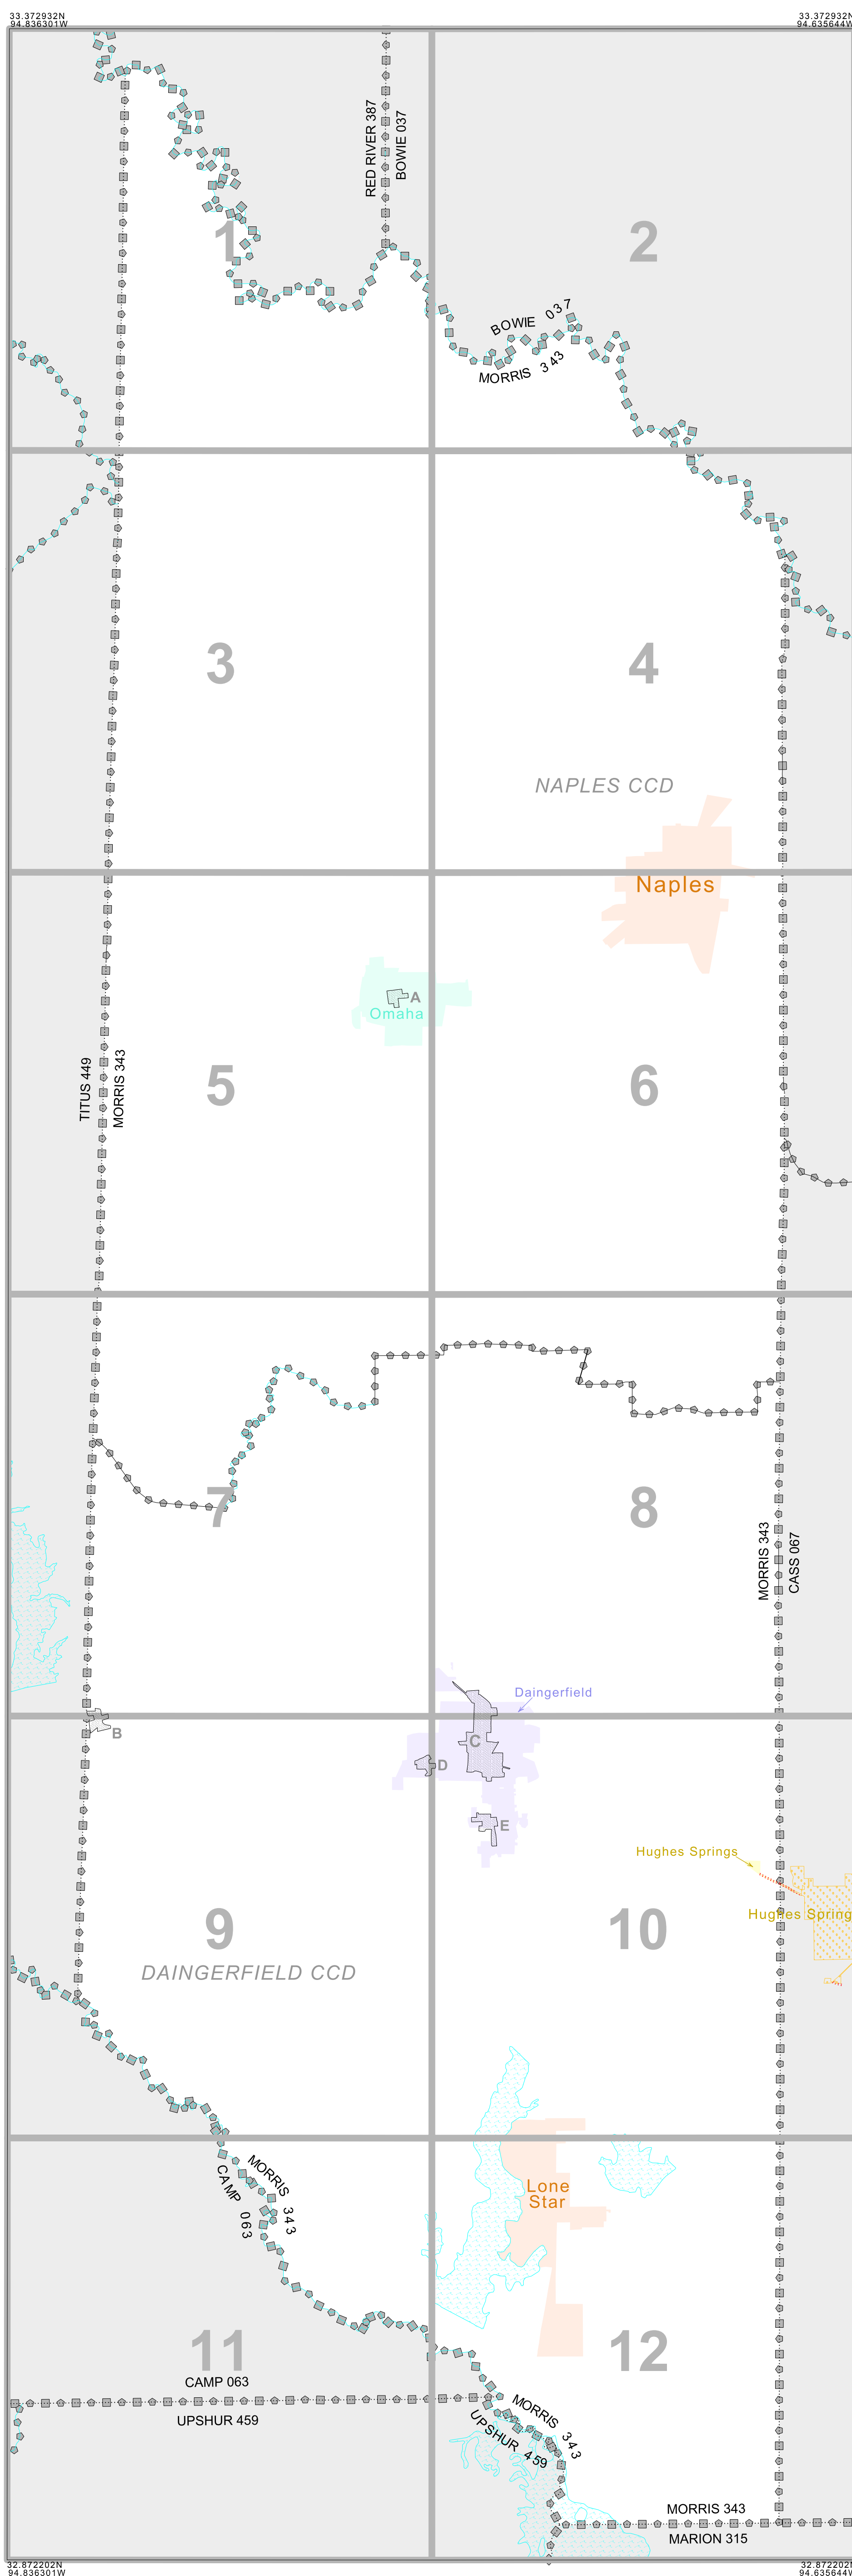 33.372932N
94.836301W
33.372932N
94.635644W
RED RIVER 387
BOWIE 037
1
2
BOWIE 037
MORRIS 343
3
4
NAPLES CCD
Naples
A
Omaha
TITUS 449
MORRIS 343
5
6
7
8
MORRIS 343
CASS 067
Daingerfield
B
C
D
E
Hughes Springs
Hughes Spring
9
10
DAINGERFIELD CCD
MORRIS 343
CAMP 063
Lone
Star
11
12
CAMP 063
UPSHUR 459
MORRIS 343
UPSHUR 459
MORRIS 343
MARION 315
32.872202N
94.836301W
32.872202N
94.635644W